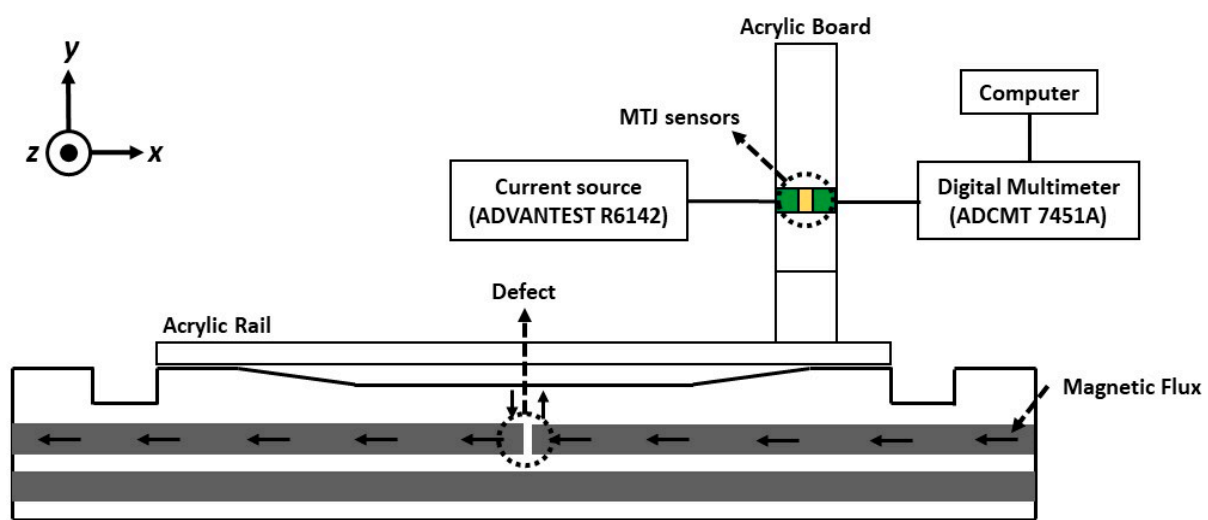 Acrylic Board
y
Computer
MTJ sensors
z
x
Current source
(ADVANTEST R6142)
Digital Multimeter
(ADCMT 7451A)
Defect
Acrylic Rail
Magnetic Flux